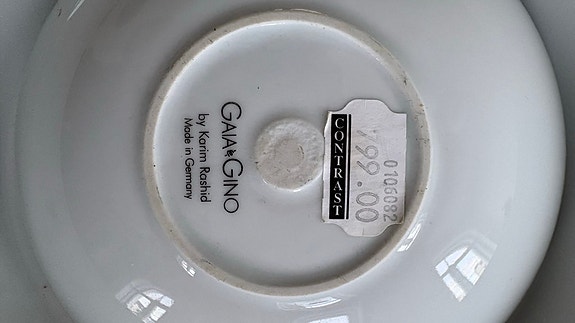 GAIA & GINO
by Karim Rashid
Made in Germany
CONTRAST
0106082
799.00